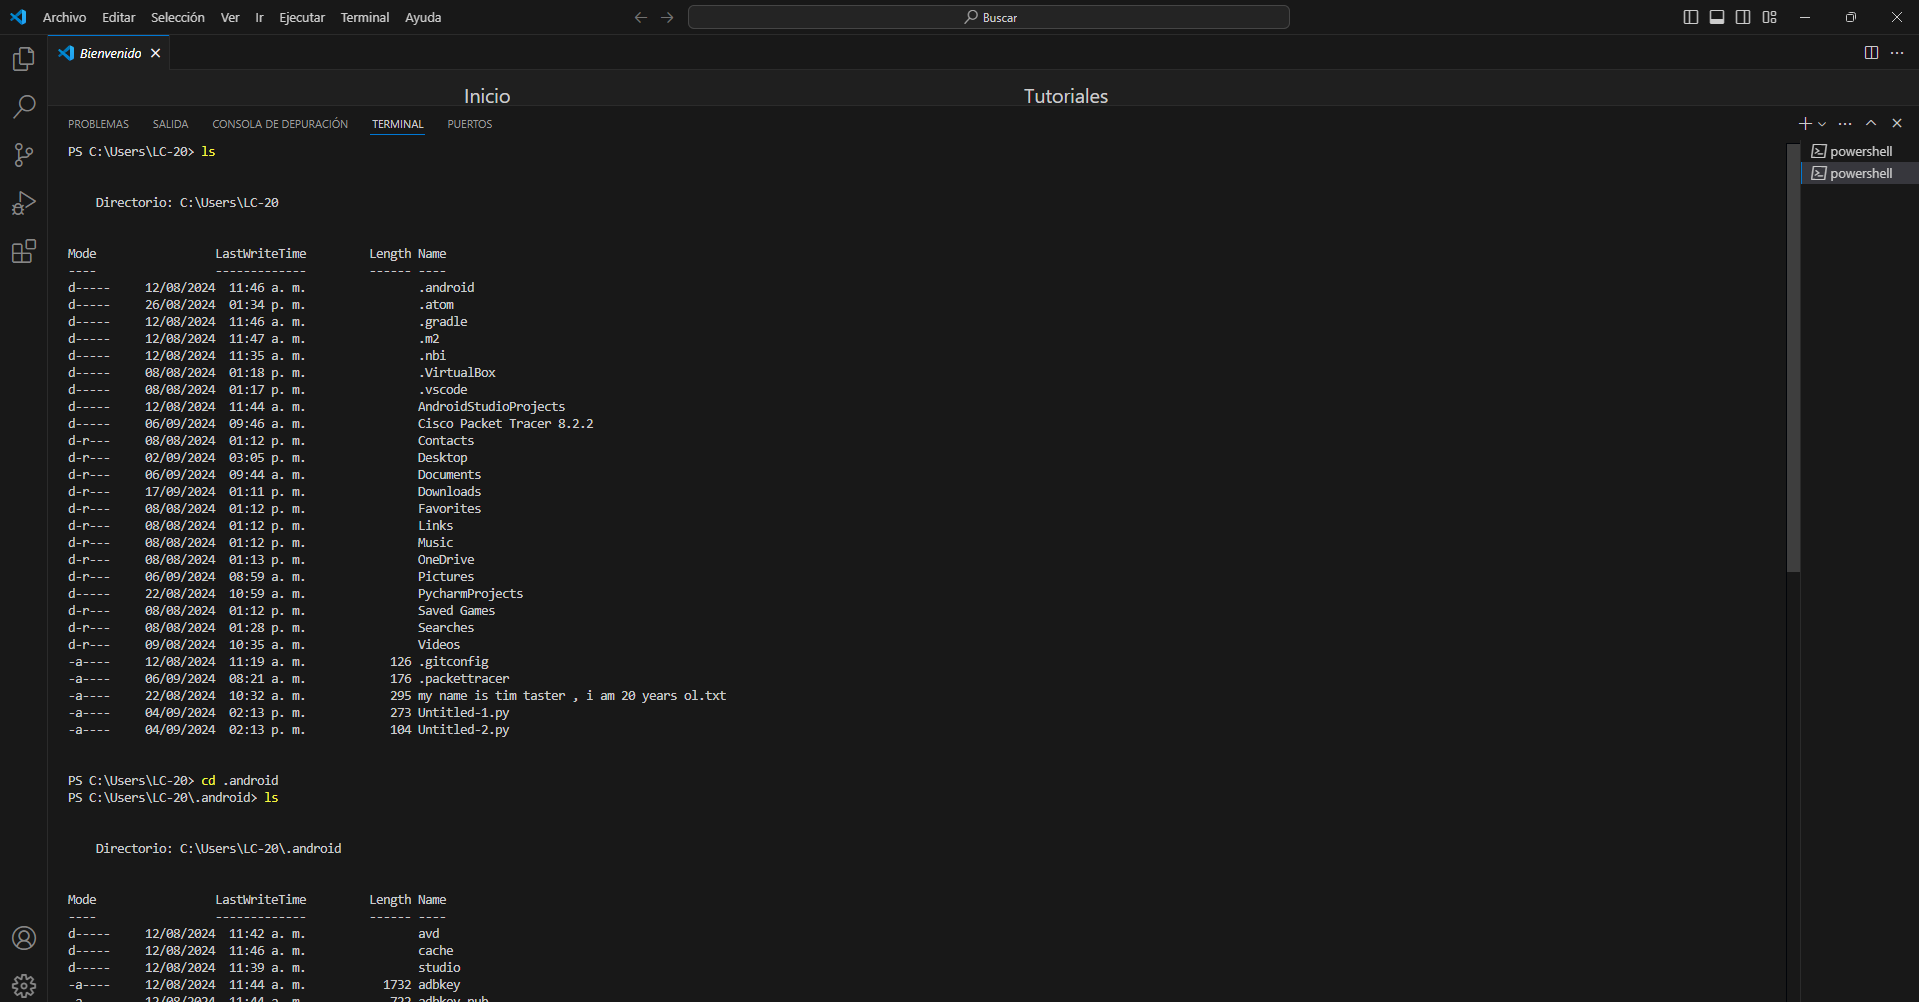 Archivo Editar Selección Ver Ir Ejecutar Terminal Ayuda Buscar
Bienvenido
Inicio Tutoriales
PROBLEMAS SALIDA CONSOLA DE DEPURACIÓN TERMINAL PUERTOS
powershell
powershell
PS C:\Users\LC-20> ls
Directorio: C:\Users\LC-20
Mode LastWriteTime Length Name
---- ------------- ------ ----
d----- 12/08/2024 11:46 a. m. .android
d----- 26/08/2024 01:34 p. m. .atom
d----- 12/08/2024 11:46 a. m. .gradle
d----- 12/08/2024 11:47 a. m. .m2
d----- 12/08/2024 11:35 a. m. .nbi
d----- 08/08/2024 01:18 p. m. .VirtualBox
d----- 08/08/2024 01:17 p. m. .vscode
d----- 12/08/2024 11:44 a. m. AndroidStudioProjects
d----- 06/09/2024 09:46 a. m. Cisco Packet Tracer 8.2.2
d-r--- 08/08/2024 01:12 p. m. Contacts
d-r--- 02/09/2024 03:05 p. m. Desktop
d-r--- 06/09/2024 09:44 a. m. Documents
d-r--- 17/09/2024 01:11 p. m. Downloads
d-r--- 08/08/2024 01:12 p. m. Favorites
d-r--- 08/08/2024 01:12 p. m. Links
d-r--- 08/08/2024 01:12 p. m. Music
d-r--- 08/08/2024 01:13 p. m. OneDrive
d-r--- 06/09/2024 08:59 a. m. Pictures
d----- 22/08/2024 10:59 a. m. PycharmProjects
d-r--- 08/08/2024 01:12 p. m. Saved Games
d-r--- 08/08/2024 01:28 p. m. Searches
d-r--- 09/08/2024 10:35 a. m. Videos
-a---- 12/08/2024 11:19 a. m. 126 .gitconfig
-a---- 06/09/2024 08:21 a. m. 176 .packettracer
-a---- 22/08/2024 10:32 a. m. 295 my name is tim taster , i am 20 years ol.txt
-a---- 04/09/2024 02:13 p. m. 273 Untitled-1.py
-a---- 04/09/2024 02:13 p. m. 104 Untitled-2.py
PS C:\Users\LC-20> cd .android
PS C:\Users\LC-20\.android> ls
Directorio: C:\Users\LC-20\.android
Mode LastWriteTime Length Name
---- ------------- ------ ----
d----- 12/08/2024 11:42 a. m. avd
d----- 12/08/2024 11:46 a. m. cache
d----- 12/08/2024 11:39 a. m. studio
-a---- 12/08/2024 11:44 a. m. 1732 adbkey
-a---- 12/08/2024 11:44 a. m. 722 adbkey.pub